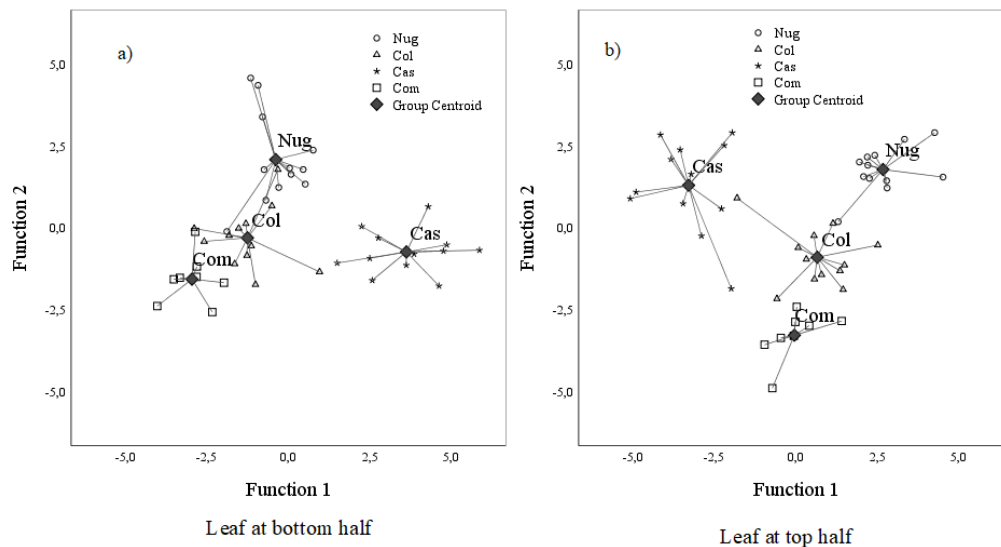 a)
Nug
Col
Cas
Com
Group Centroid
Function 2
5,0
2,5
0,0
-2,5
-5,0
Nug
Col
Com
Cas
-5,0 -2,5 0,0 2,5 5,0
Function 1
Leaf at bottom half
b)
Nug
Col
Cas
Com
Group Centroid
Function 2
5,0
2,5
0,0
-2,5
-5,0
Nug
Cas
Col
Com
-5,0 -2,5 0,0 2,5 5,0
Function 1
Leaf at top half